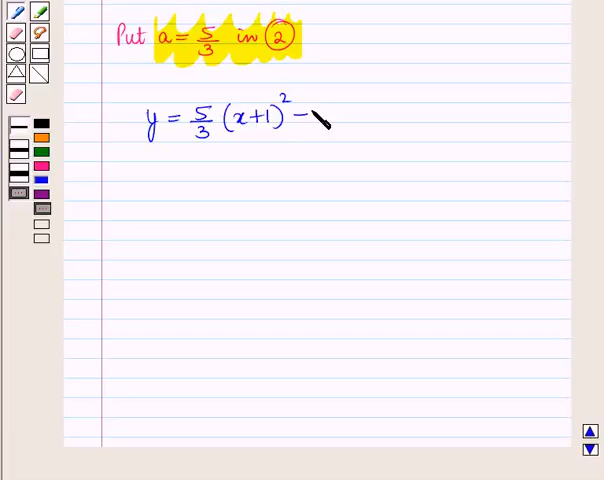 Put a = 5/3 in ②
y = 5/3 (x+1)² −